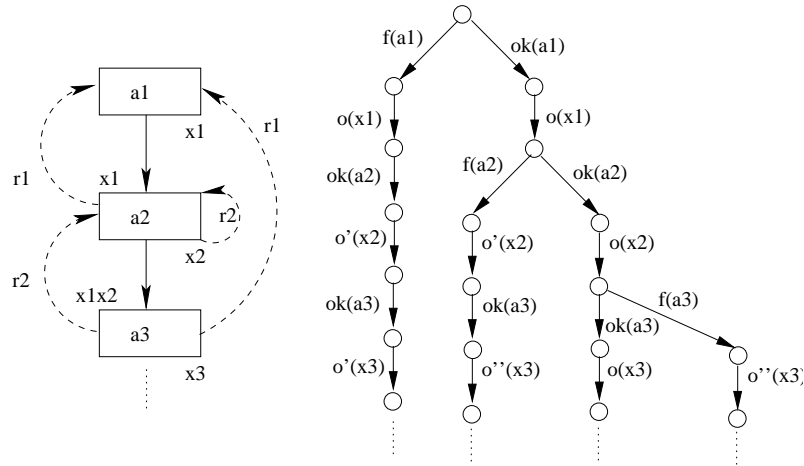 a1
x1
r1
r1
x1
a2
r2
x2
r2
x1x2
a3
x3
f(a1)
ok(a1)
o(x1)
o(x1)
ok(a2)
f(a2)
ok(a2)
o'(x2)
o'(x2)
o(x2)
ok(a3)
ok(a3)
ok(a3)
f(a3)
o'(x3)
o''(x3)
o(x3)
o''(x3)